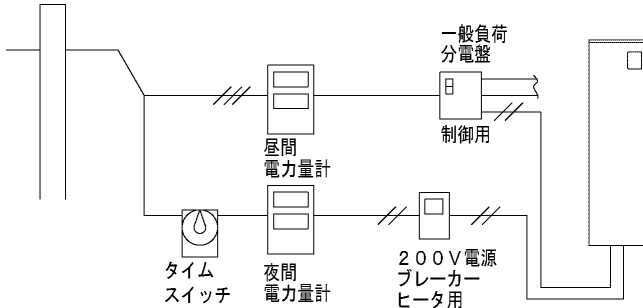 一般負荷
分電盤
制御用
昼間
電力量計
タイム
スイッチ
夜間
電力量計
２００Ｖ電源
ブレーカー
ヒータ用